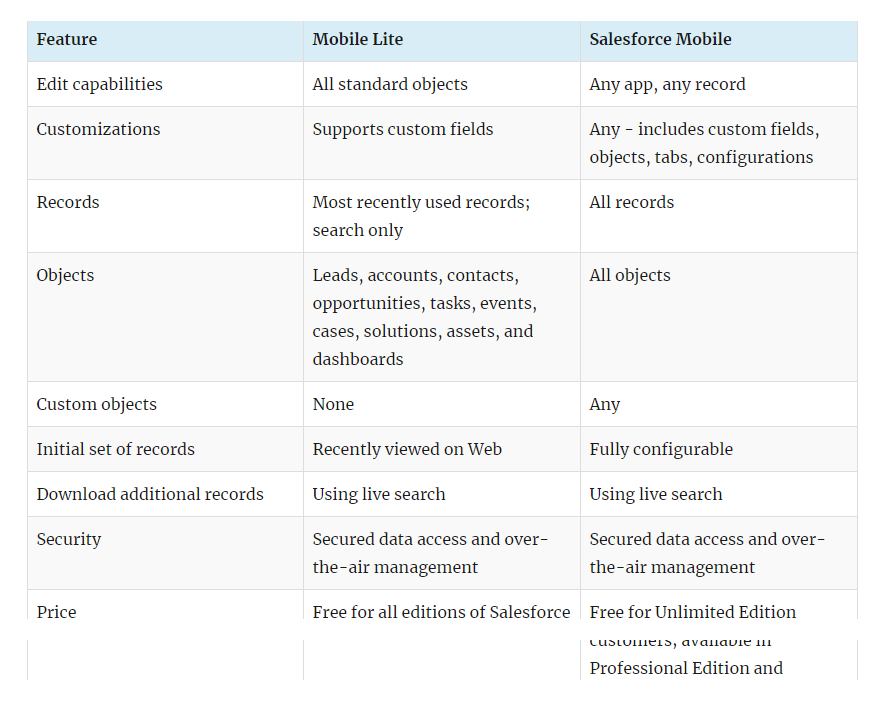 Feature Mobile Lite Salesforce Mobile
Edit capabilities All standard objects Any app, any record
Customizations Supports custom fields Any - includes custom fields,
objects, tabs, configurations
Records Most recently used records; All records
search only
Objects Leads, accounts, contacts, All objects
opportunities, tasks, events,
cases, solutions, assets, and
dashboards
Custom objects None Any
Initial set of records Recently viewed on Web Fully configurable
Download additional records Using live search Using live search
Security Secured data access and over- Secured data access and over-
the-air management the-air management
Price Free for all editions of Salesforce Free for Unlimited Edition
customers, available in
Professional Edition and